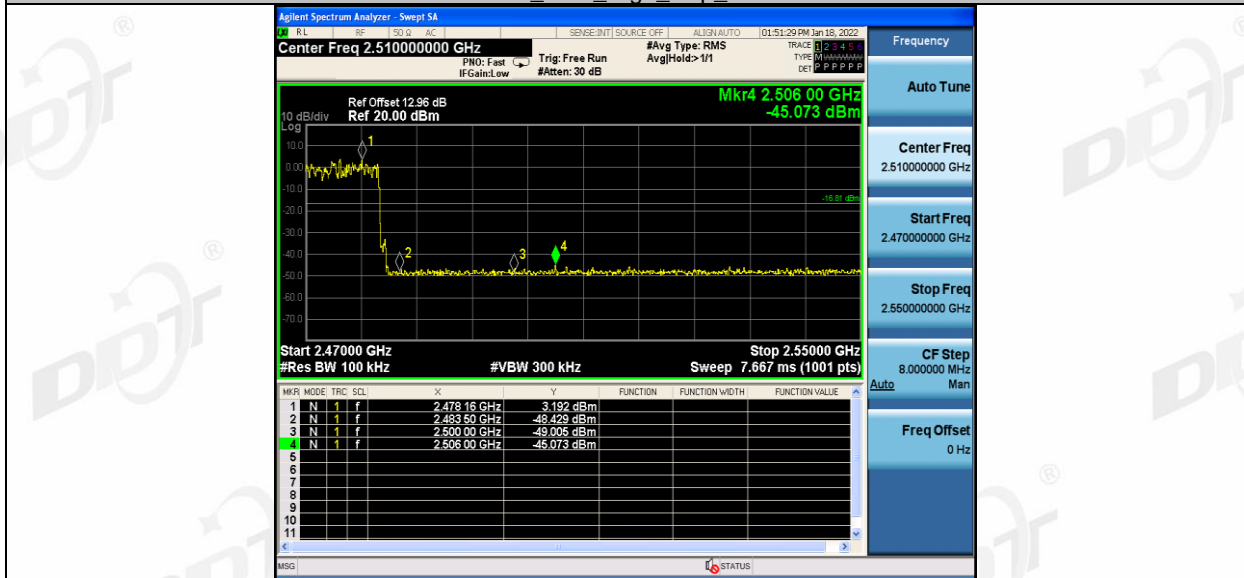 Agilent Spectrum Analyzer - Swept SA
RL RF 50 Ω AC SENSE:INT SOURCE OFF ALIGN AUTO 01:51:29 PM Jan 18, 2022
Center Freq 2.510000000 GHz #Avg Type: RMS TRACE 1 2 3 4 5 6
PNO: Fast Trig: Free Run Avg|Hold:>1/1 TYPE M
IFGain:Low #Atten: 30 dB DET P P P P P P
Frequency
Auto Tune
Center Freq
2.510000000 GHz
Start Freq
2.470000000 GHz
Stop Freq
2.550000000 GHz
CF Step
8.000000 MHz
Auto Man
Freq Offset
0 Hz
Mkr4 2.506 00 GHz
-45.073 dBm
Ref Offset 12.96 dB
10 dB/div Ref 20.00 dBm
Log
10.0
0.00
-10.0
-20.0
-30.0
-40.0
-50.0
-60.0
-70.0
1
2
3
4
-16.81 dBm
Start 2.47000 GHz Stop 2.55000 GHz
#Res BW 100 kHz #VBW 300 kHz Sweep 7.667 ms (1001 pts)
MKR MODE TRC SCL X Y FUNCTION FUNCTION WIDTH FUNCTION VALUE
1 N 1 f 2.478 16 GHz 3.192 dBm
2 N 1 f 2.483 50 GHz -48.429 dBm
3 N 1 f 2.500 00 GHz -49.005 dBm
4 N 1 f 2.506 00 GHz -45.073 dBm
5
6
7
8
9
10
11
MSG STATUS
DDT
®
DDT
®
DDT
®